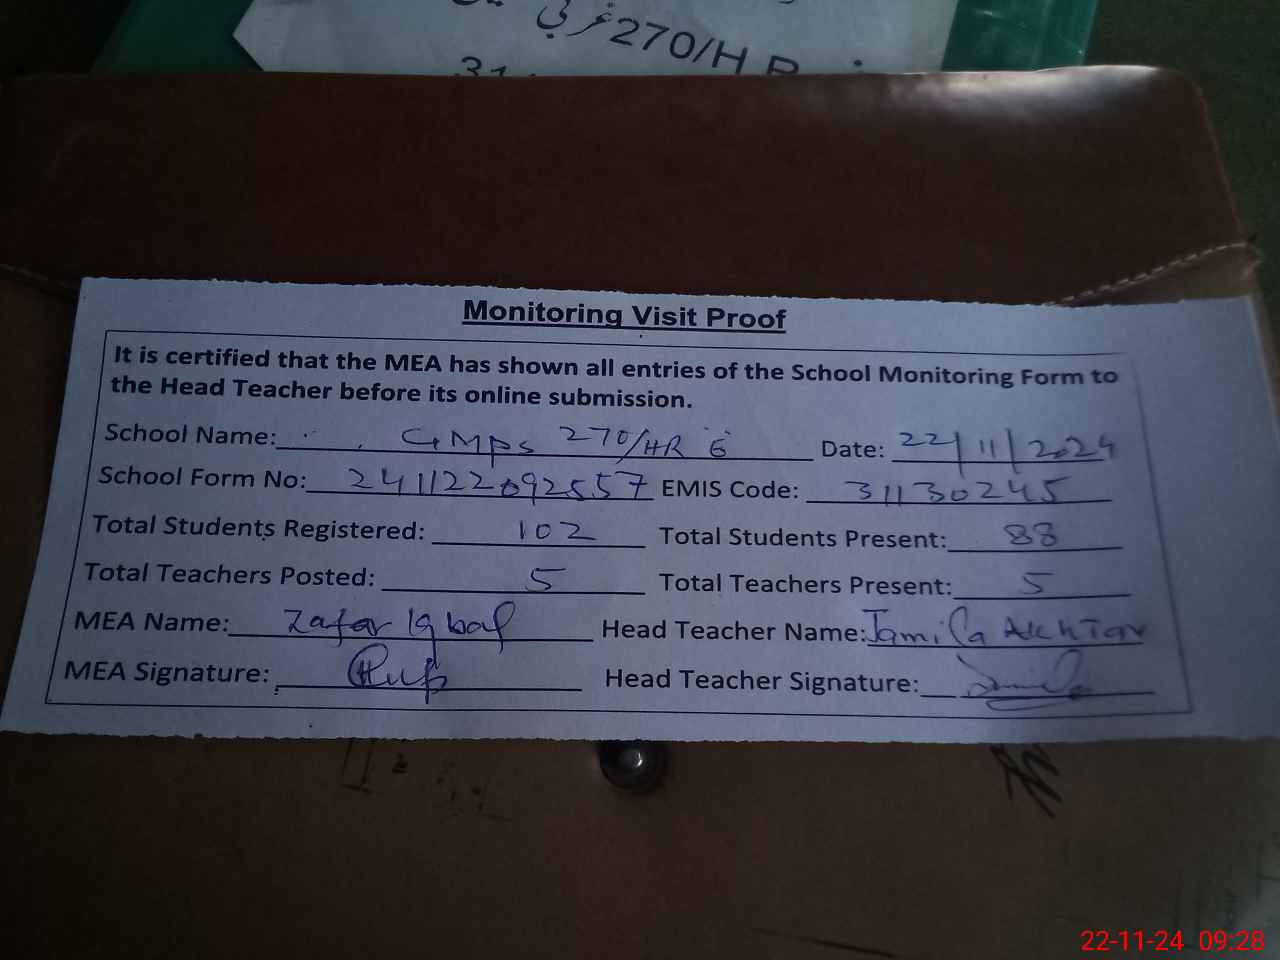 غربی 270/H R
31
Monitoring Visit Proof
It is certified that the MEA has shown all entries of the School Monitoring Form to
the Head Teacher before its online submission.
School Name: GMPS 270/HR E Date: 22/11/2024
School Form No: 241122092557 EMIS Code: 31130245
Total Students Registered: 102 Total Students Present: 88
Total Teachers Posted: 5 Total Teachers Present: 5
MEA Name: Zafar Iqbal Head Teacher Name: Jamila Akhtar
MEA Signature: Head Teacher Signature: Jamila
22-11-24 09:28